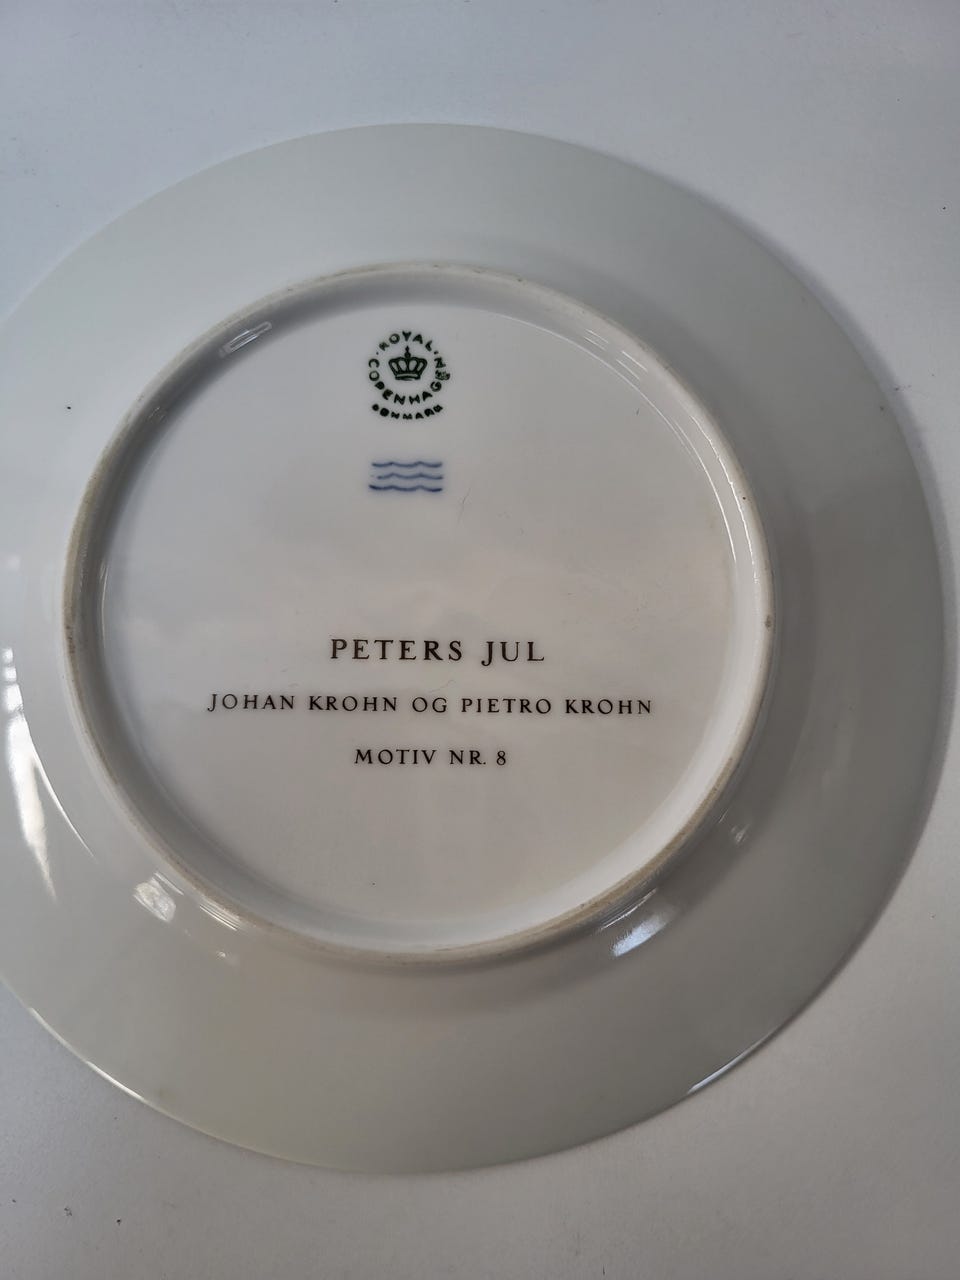 ROYAL COPENHAGEN
DENMARK
PETERS JUL
JOHAN KROHN OG PIETRO KROHN
MOTIV NR. 8